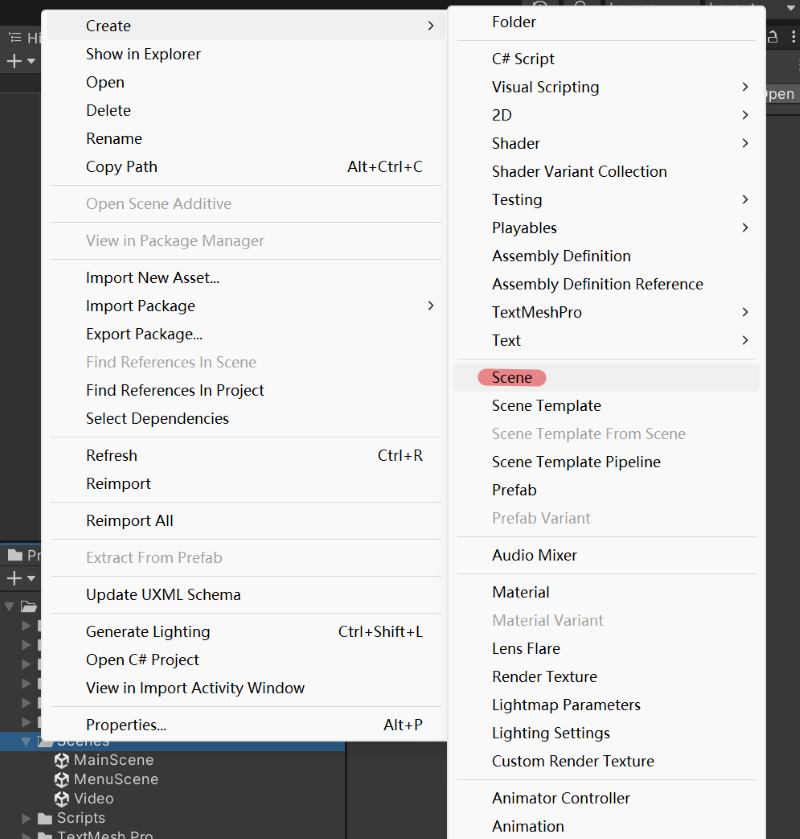 Hi
Create
Show in Explorer
Open
Delete
Rename
Copy Path Alt+Ctrl+C
Open Scene Additive
View in Package Manager
Import New Asset...
Import Package
Export Package...
Find References In Scene
Find References In Project
Select Dependencies
Refresh Ctrl+R
Reimport
Reimport All
Extract From Prefab
Update UXML Schema
Generate Lighting Ctrl+Shift+L
Open C# Project
View in Import Activity Window
Properties... Alt+P
Folder
C# Script
Visual Scripting
2D
Shader
Shader Variant Collection
Testing
Playables
Assembly Definition
Assembly Definition Reference
TextMeshPro
Text
Scene
Scene Template
Scene Template From Scene
Scene Template Pipeline
Prefab
Prefab Variant
Audio Mixer
Material
Material Variant
Lens Flare
Render Texture
Lightmap Parameters
Lighting Settings
Custom Render Texture
Animator Controller
Animation
Open
Pr
Scenes
MainScene
MenuScene
Video
Scripts
TextMesh Pro